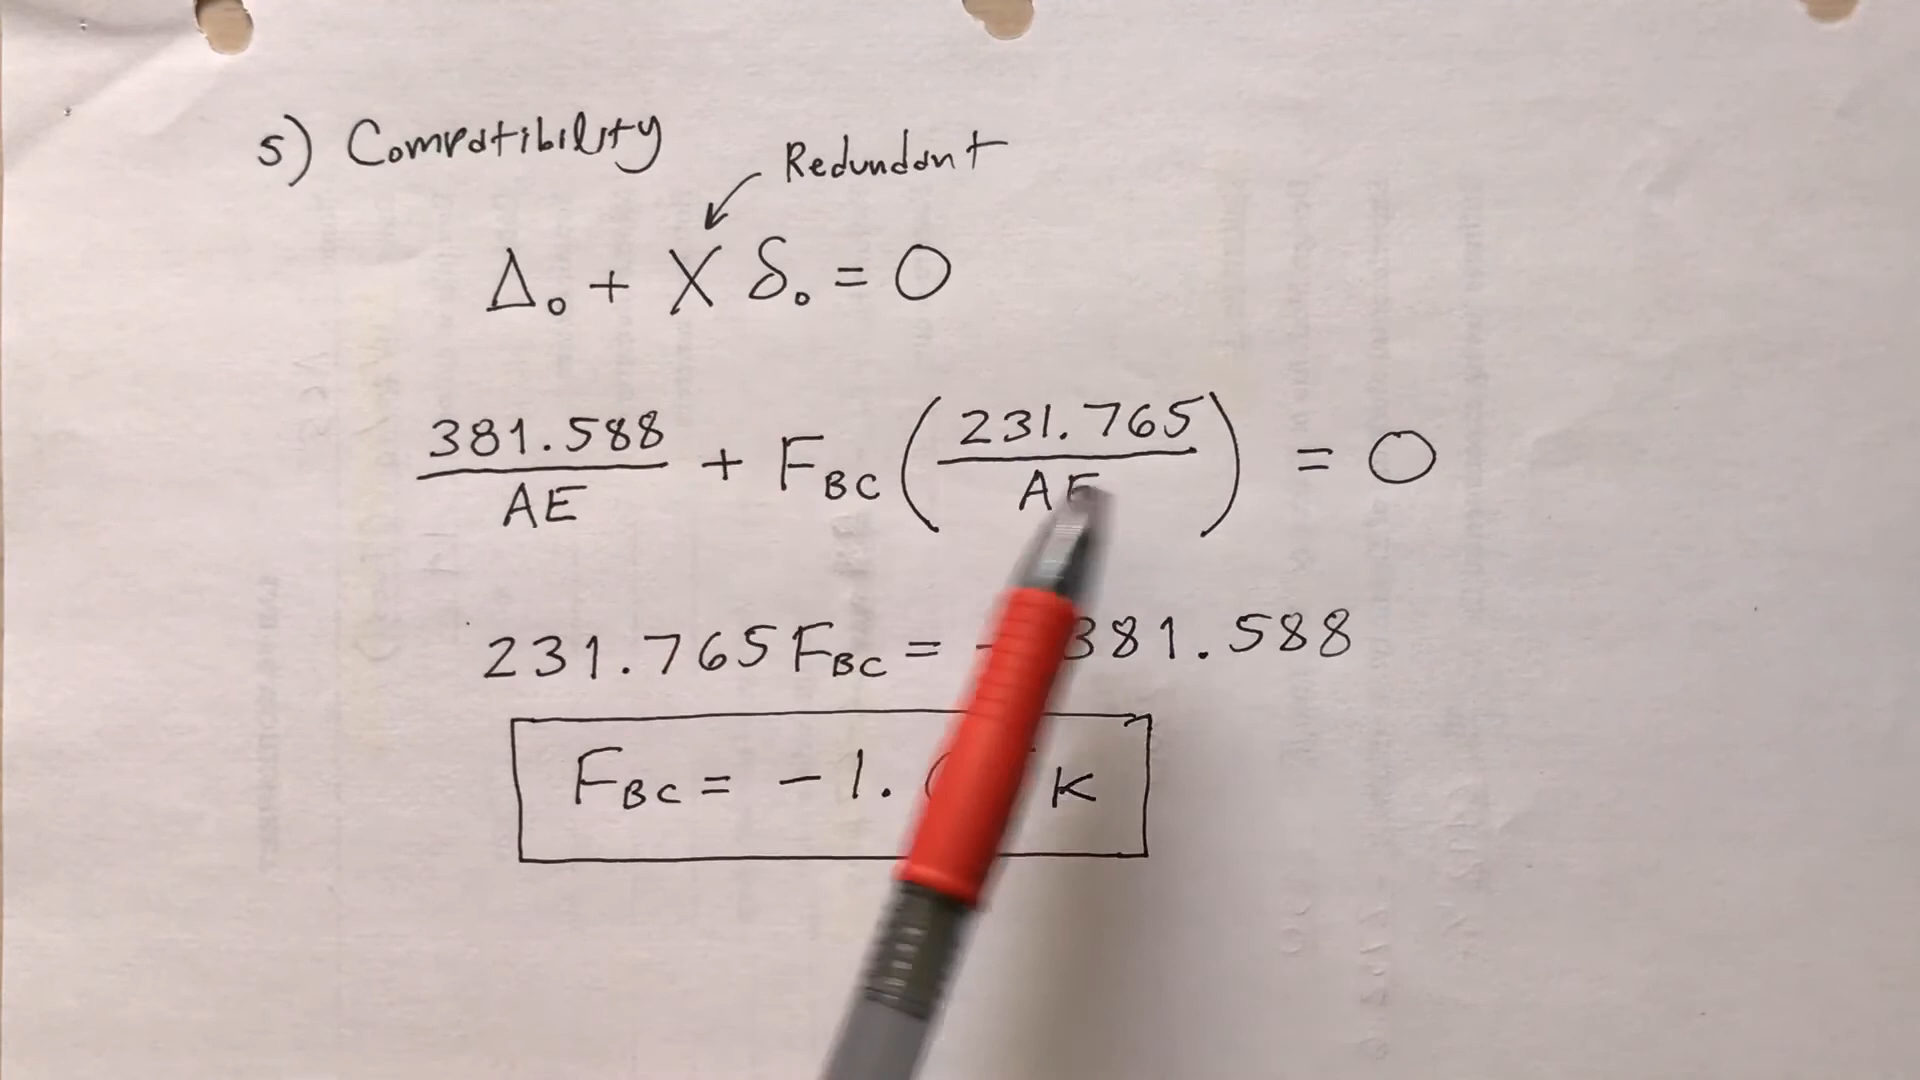 5) Compatibility
Redundant
Δ₀ + X δ₀ = 0
381.588/AE + F_BC (231.765/AE) = 0
231.765 F_BC = - 381.588
F_BC = -1. k